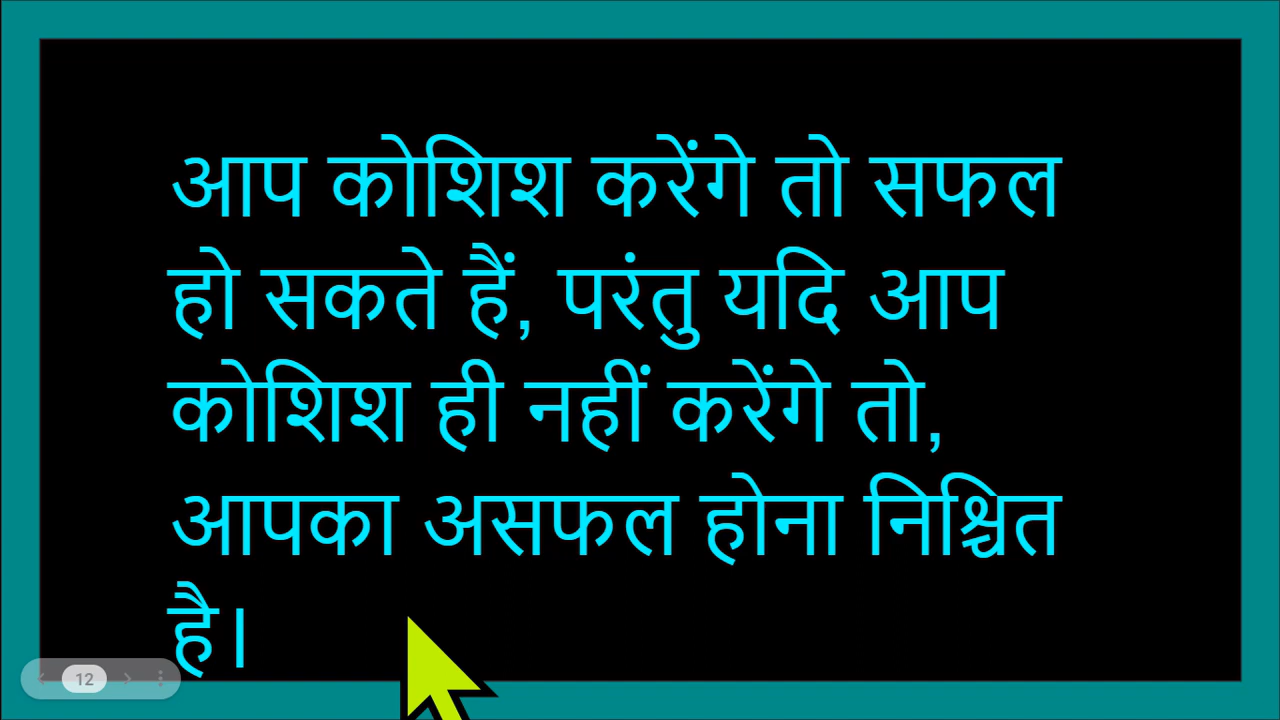 आप कोशिश करेंगे तो सफल
हो सकते हैं, परंतु यदि आप
कोशिश ही नहीं करेंगे तो,
आपका असफल होना निश्चित
है।
12